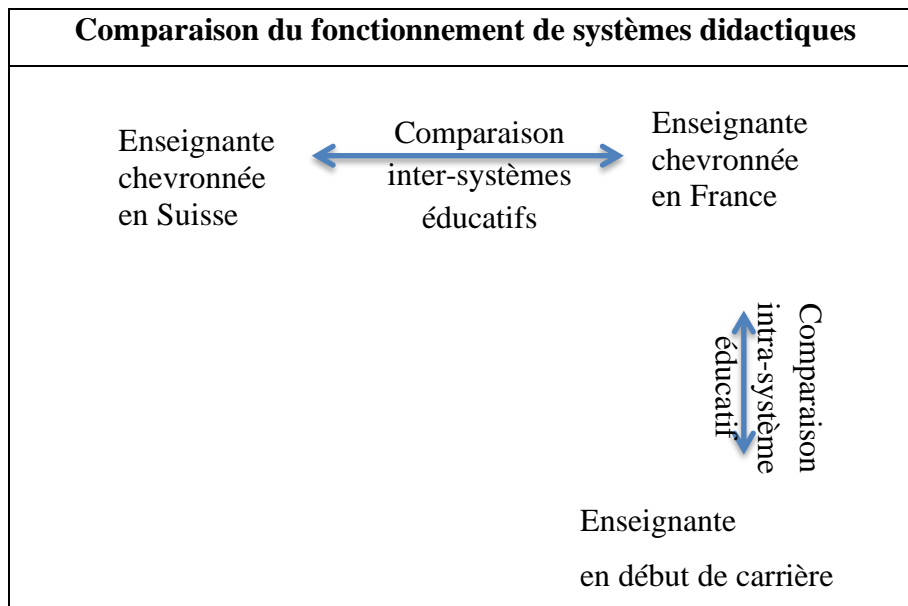 Comparaison du fonctionnement de systèmes didactiques
Enseignante
chevronnée
en Suisse
Comparaison
inter-systèmes
éducatifs
Enseignante
chevronnée
en France
Comparaison
intra-système
éducatif
Enseignante
en début de carrière